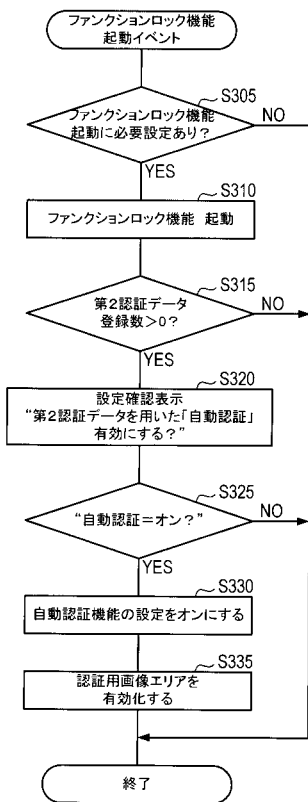 ファンクションロック機能
起動イベント
S305
ファンクションロック機能
起動に必要設定あり?
NO
YES
S310
ファンクションロック機能 起動
S315
第2認証データ
登録数>0?
NO
YES
S320
設定確認表示
“第2認証データを用いた「自動認証」
有効にする?”
S325
“自動認証=オン?”
NO
YES
S330
自動認証機能の設定をオンにする
S335
認証用画像エリアを
有効化する
終了